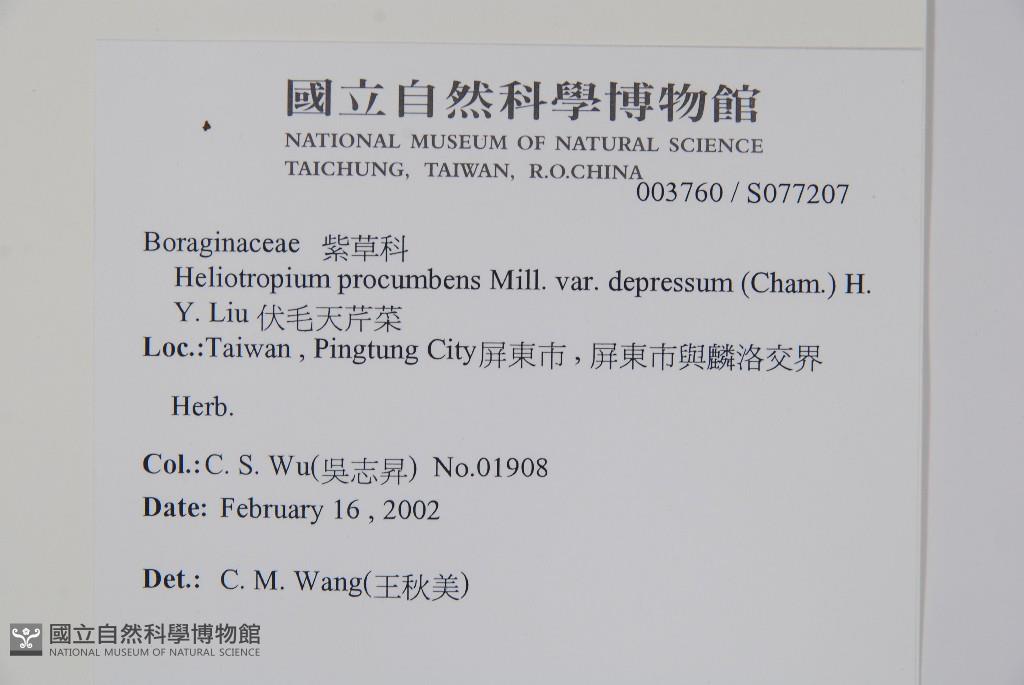 國立自然科學博物館
NATIONAL MUSEUM OF NATURAL SCIENCE
TAICHUNG, TAIWAN, R.O.CHINA
003760 / S077207
Boraginaceae 紫草科
Heliotropium procumbens Mill. var. depressum (Cham.) H.
Y. Liu 伏毛天芹菜
Loc.:Taiwan , Pingtung City屏東市，屏東市與麟洛交界
Herb.
Col.:C. S. Wu(吳志昇) No.01908
Date: February 16 , 2002
Det.: C. M. Wang(王秋美)
國立自然科學博物館
NATIONAL MUSEUM OF NATURAL SCIENCE